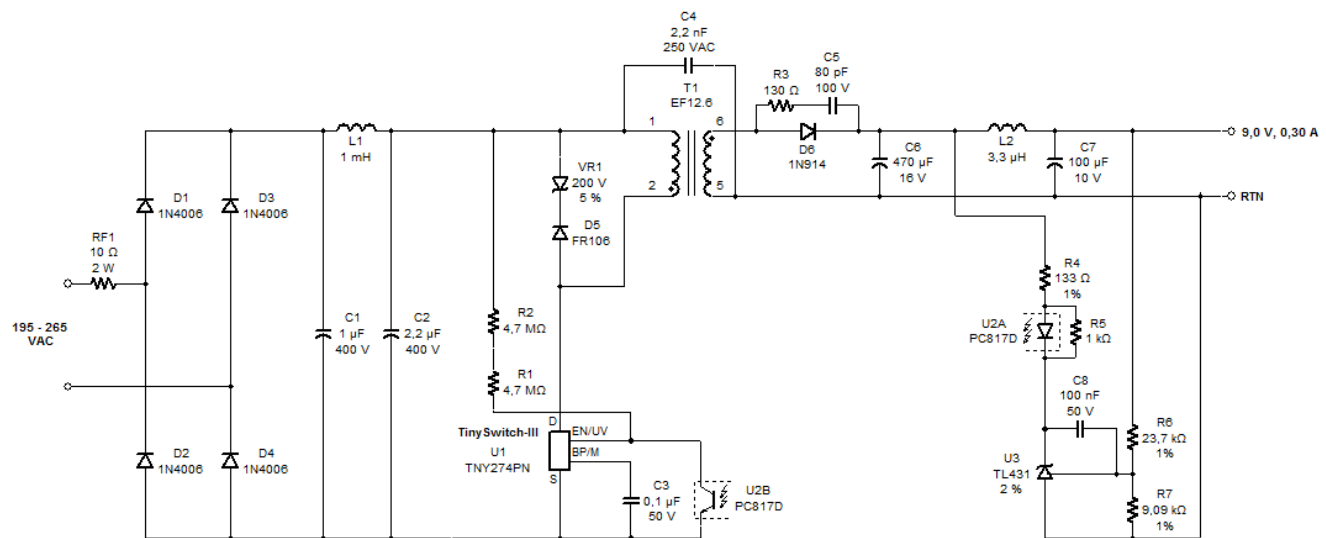 C4
2,2 nF
250 VAC
T1
EF12.6
1
2
6
5
R3
130 Ω
C5
80 pF
100 V
D6
1N914
L1
1 mH
VR1
200 V
5 %
D5
FR106
C6
470 µF
16 V
L2
3,3 µH
C7
100 µF
10 V
9,0 V, 0,30 A
RTN
D1
1N4006
D3
1N4006
RF1
10 Ω
2 W
195 - 265
VAC
C1
1 µF
400 V
C2
2,2 µF
400 V
R2
4,7 MΩ
R1
4,7 MΩ
R4
133 Ω
1%
U2A
PC817D
R5
1 kΩ
C8
100 nF
50 V
D2
1N4006
D4
1N4006
TinySwitch-III
U1
TNY274PN
D
EN/UV
BP/M
S
C3
0,1 µF
50 V
U2B
PC817D
U3
TL431
2 %
R6
23,7 kΩ
1%
R7
9,09 kΩ
1%